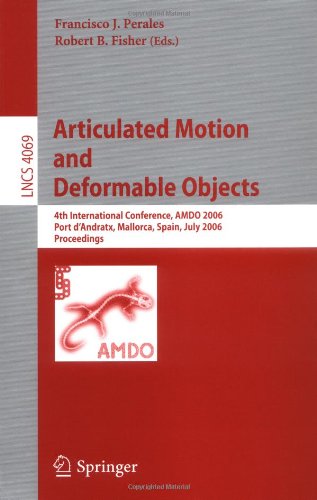 Francisco J. Perales
Robert B. Fisher (Eds.)
LNCS 4069
Articulated Motion
and
Deformable Objects
4th International Conference, AMDO 2006
Port d'Andratx, Mallorca, Spain, July 2006
Proceedings
AMDO
Springer